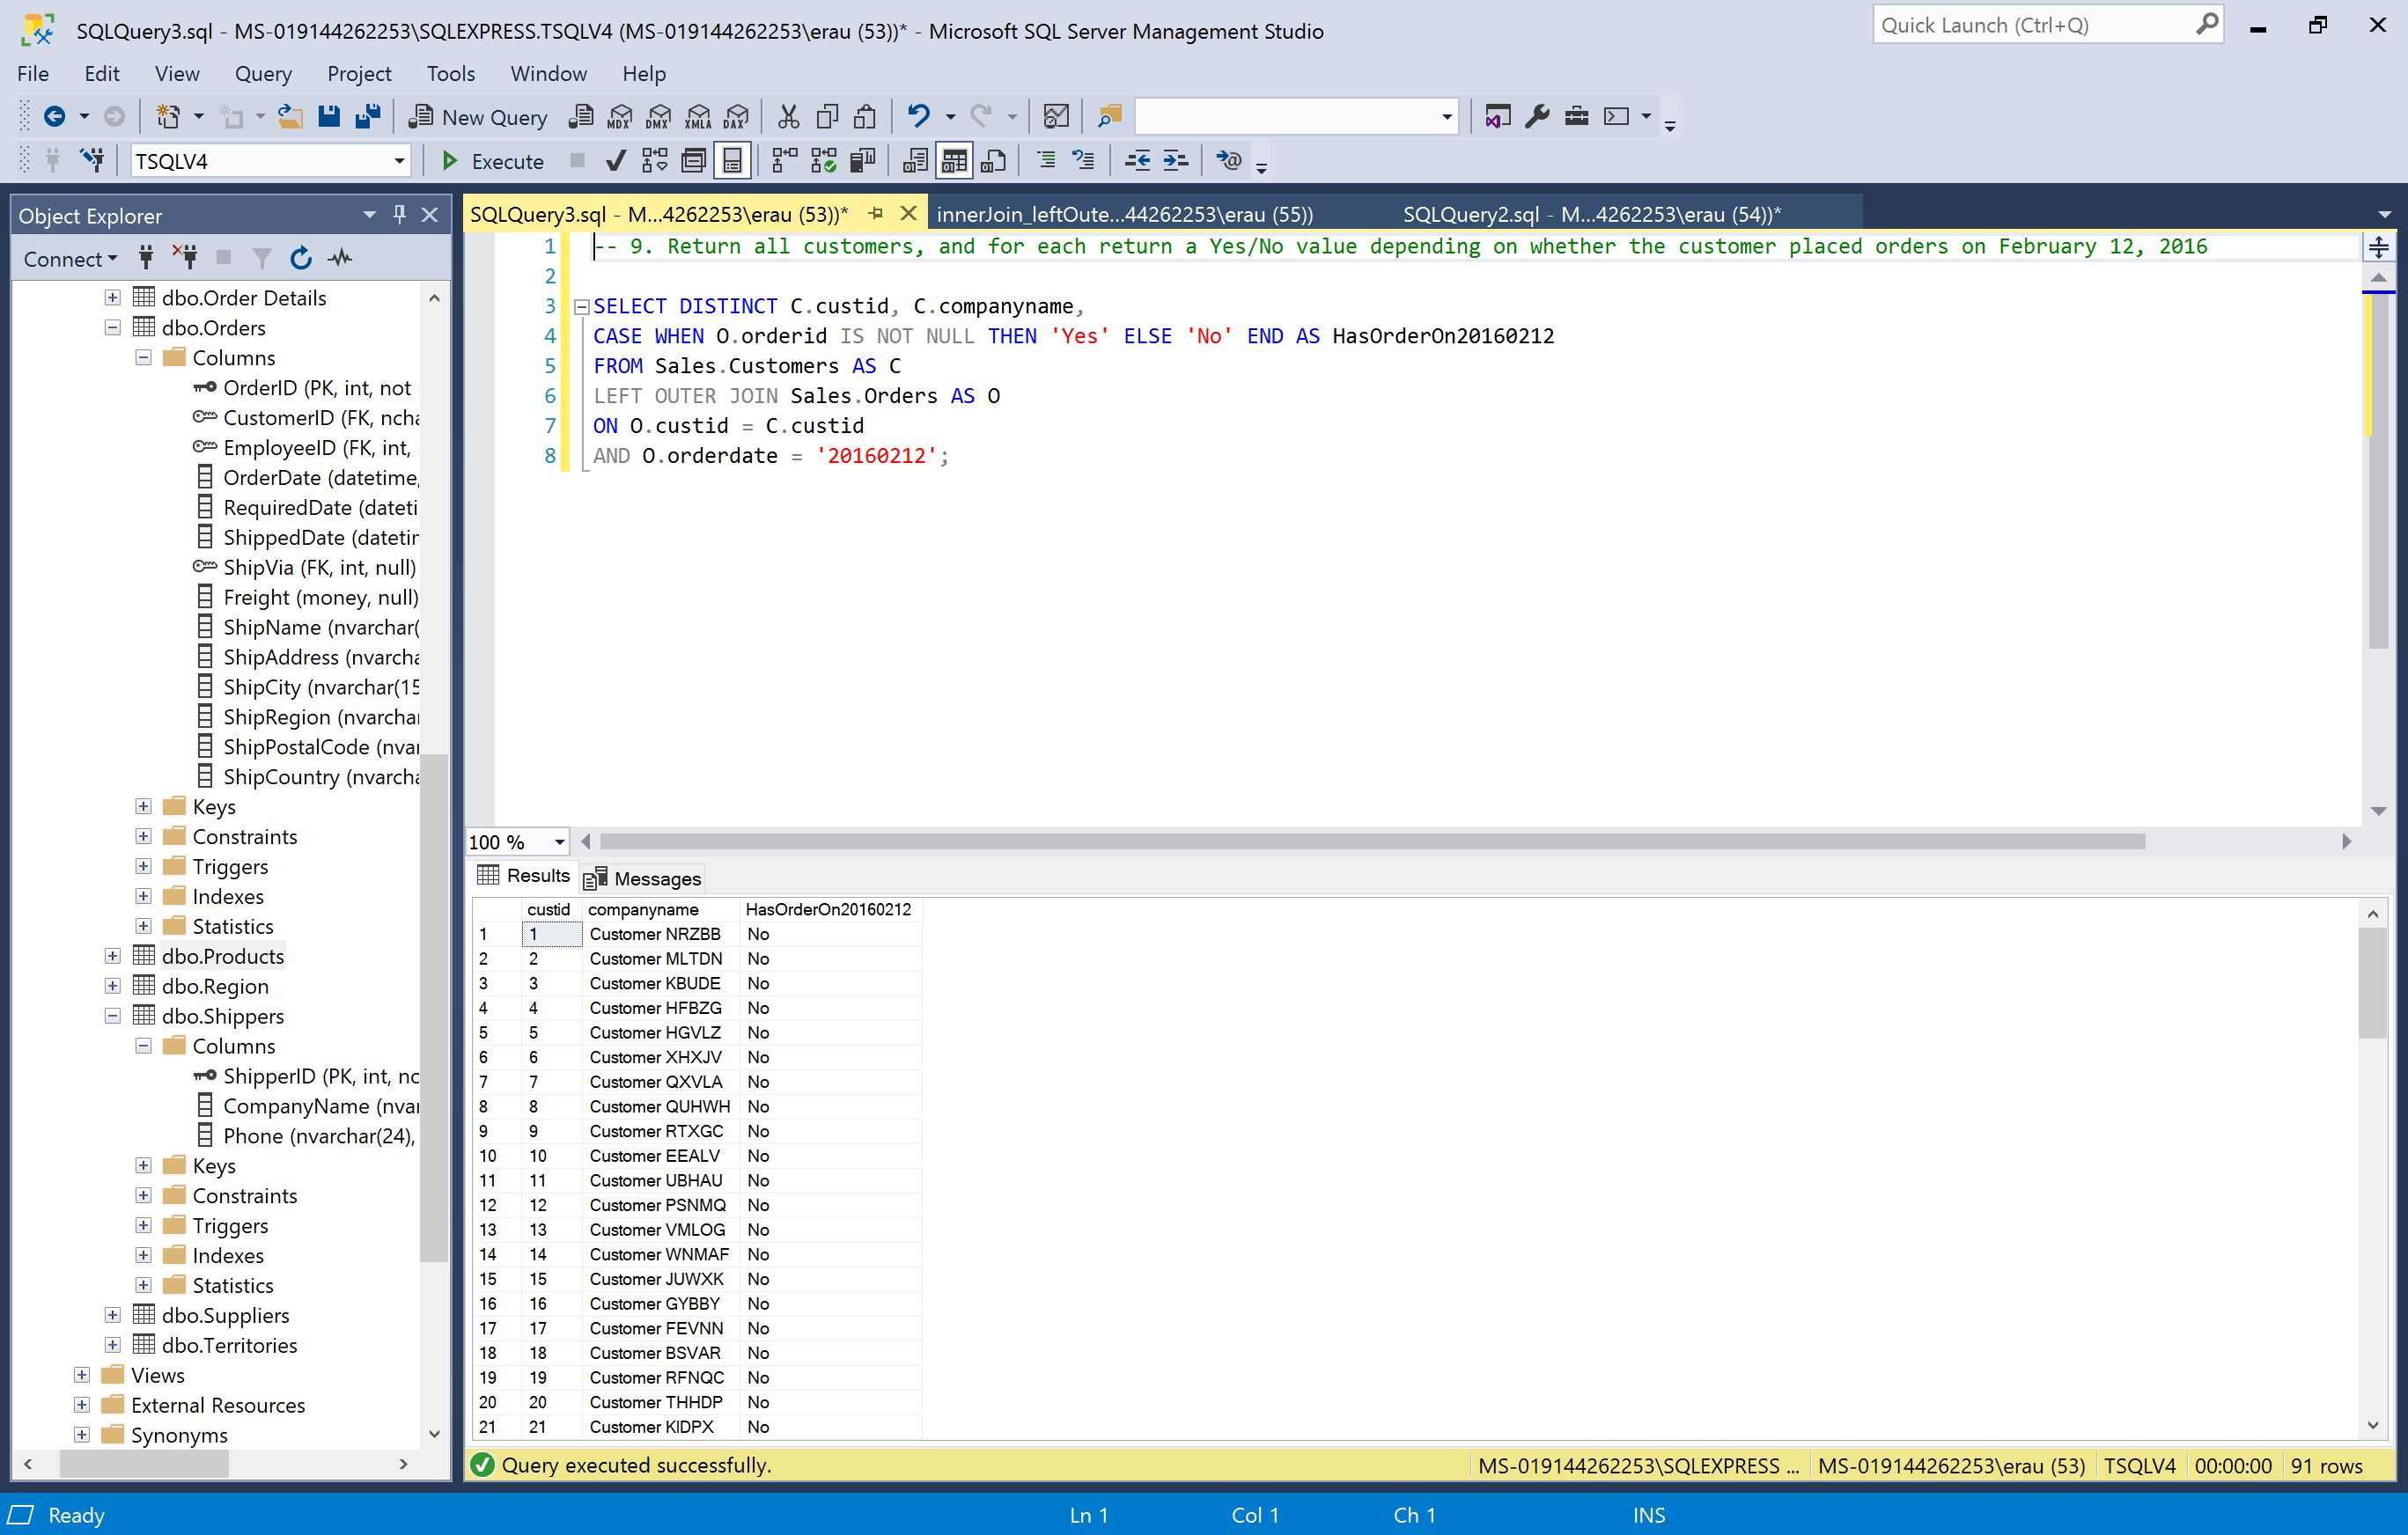 SQLQuery3.sql - MS-019144262253\SQLEXPRESS.TSQLV4 (MS-019144262253\erau (53))* - Microsoft SQL Server Management Studio
Quick Launch (Ctrl+Q)
File Edit View Query Project Tools Window Help
New Query MDX DMX XMLA DAX
TSQLV4 Execute
Object Explorer
Connect
dbo.Order Details
dbo.Orders
Columns
OrderID (PK, int, not
CustomerID (FK, ncha
EmployeeID (FK, int,
OrderDate (datetime,
RequiredDate (dateti
ShippedDate (datetin
ShipVia (FK, int, null)
Freight (money, null)
ShipName (nvarchar(
ShipAddress (nvarcha
ShipCity (nvarchar(15
ShipRegion (nvarchar
ShipPostalCode (nvar
ShipCountry (nvarcha
Keys
Constraints
Triggers
Indexes
Statistics
dbo.Products
dbo.Region
dbo.Shippers
Columns
ShipperID (PK, int, no
CompanyName (nvar
Phone (nvarchar(24),
Keys
Constraints
Triggers
Indexes
Statistics
dbo.Suppliers
dbo.Territories
Views
External Resources
Synonyms
SQLQuery3.sql - M...4262253\erau (53))* innerJoin_leftOute...44262253\erau (55)) SQLQuery2.sql - M...4262253\erau (54))*
1 -- 9. Return all customers, and for each return a Yes/No value depending on whether the customer placed orders on February 12, 2016
2
3 SELECT DISTINCT C.custid, C.companyname,
4 CASE WHEN O.orderid IS NOT NULL THEN 'Yes' ELSE 'No' END AS HasOrderOn20160212
5 FROM Sales.Customers AS C
6 LEFT OUTER JOIN Sales.Orders AS O
7 ON O.custid = C.custid
8 AND O.orderdate = '20160212';
100 %
Results Messages
custid companyname HasOrderOn20160212
1 1 Customer NRZBB No
2 2 Customer MLTDN No
3 3 Customer KBUDE No
4 4 Customer HFBZG No
5 5 Customer HGVLZ No
6 6 Customer XHXJV No
7 7 Customer QXVLA No
8 8 Customer QUHWH No
9 9 Customer RTXGC No
10 10 Customer EEALV No
11 11 Customer UBHAU No
12 12 Customer PSNMQ No
13 13 Customer VMLOG No
14 14 Customer WNMAF No
15 15 Customer JUWXK No
16 16 Customer GYBBY No
17 17 Customer FEVNN No
18 18 Customer BSVAR No
19 19 Customer RFNQC No
20 20 Customer THHDP No
21 21 Customer KIDPX No
Query executed successfully. MS-019144262253\SQLEXPRESS ... MS-019144262253\erau (53) TSQLV4 00:00:00 91 rows
Ready Ln 1 Col 1 Ch 1 INS